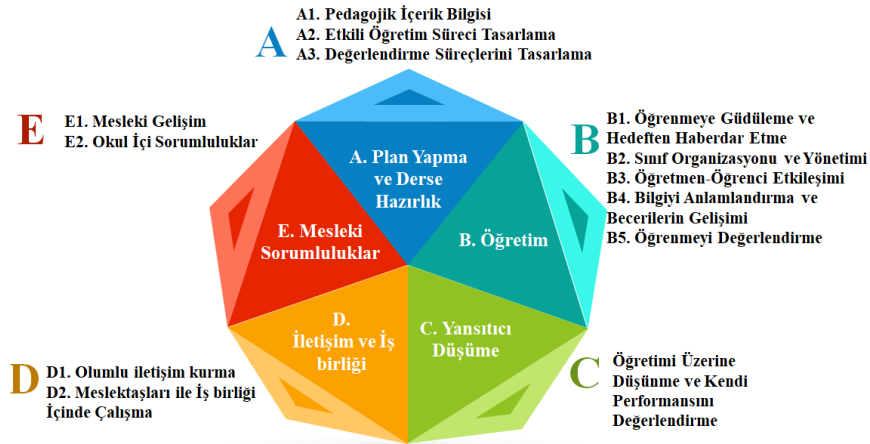 A
A1. Pedagojik İçerik Bilgisi
A2. Etkili Öğretim Süreci Tasarlama
A3. Değerlendirme Süreçlerini Tasarlama
E
E1. Mesleki Gelişim
E2. Okul İçi Sorumluluklar
B
B1. Öğrenmeye Güdüleme ve
Hedeften Haberdar Etme
B2. Sınıf Organizasyonu ve Yönetimi
B3. Öğretmen-Öğrenci Etkileşimi
B4. Bilgiyi Anlamlandırma ve
Becerilerin Gelişimi
B5. Öğrenmeyi Değerlendirme
A. Plan Yapma
ve Derse
Hazırlık
E. Mesleki
Sorumluluklar
B. Öğretim
D.
İletişim ve İş
birliği
C. Yansıtıcı
Düşüme
D
D1. Olumlu iletişim kurma
D2. Meslektaşları ile İş birliği
İçinde Çalışma
C
Öğretimi Üzerine
Düşünme ve Kendi
Performansını
Değerlendirme